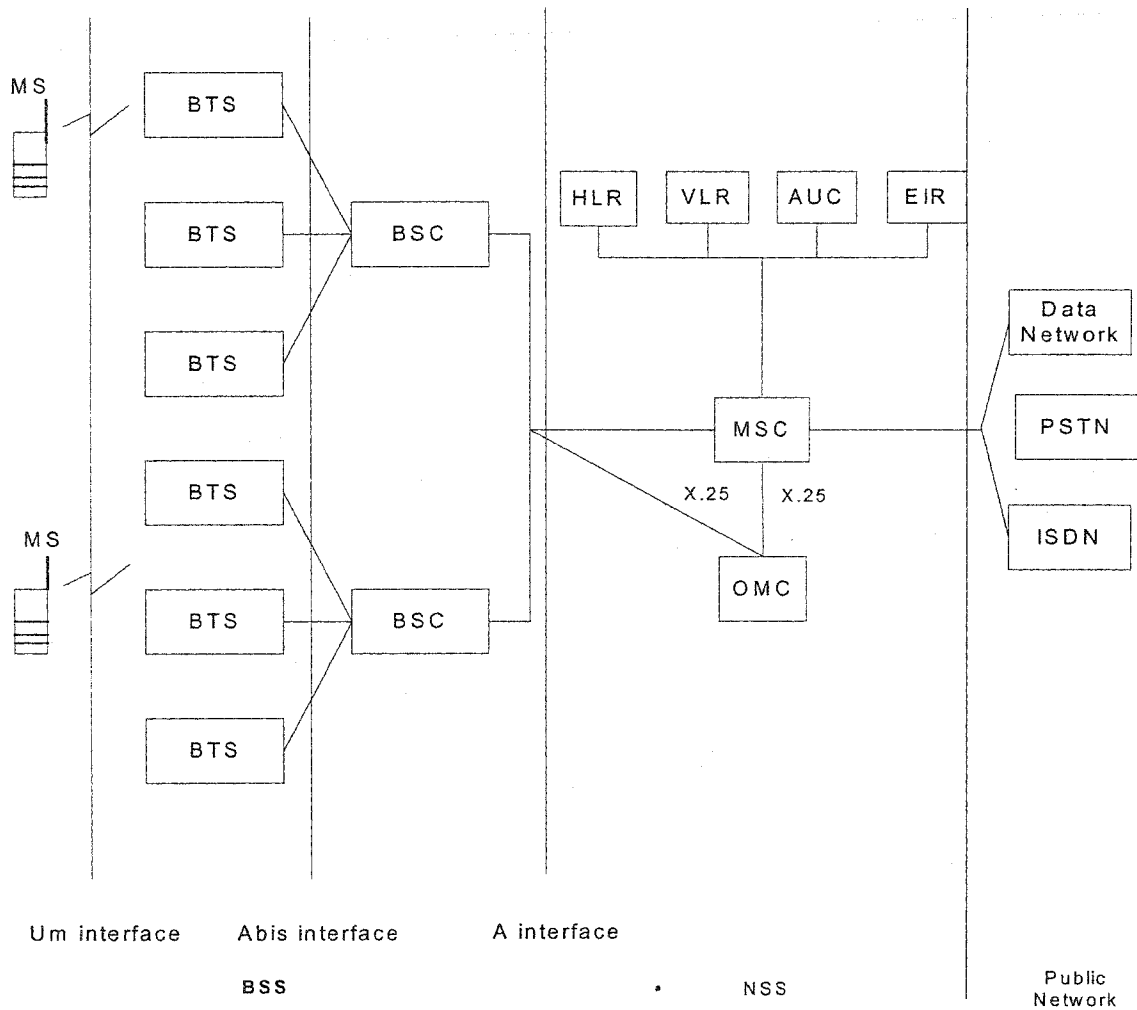 MS
BTS
BTS
BSC
BTS
HLR
VLR
AUC
EIR
Data
Network
MSC
PSTN
BTS
X.25
X.25
MS
ISDN
OMC
BTS
BSC
BTS
Um interface
Abis interface
A interface
BSS
NSS
Public
Network